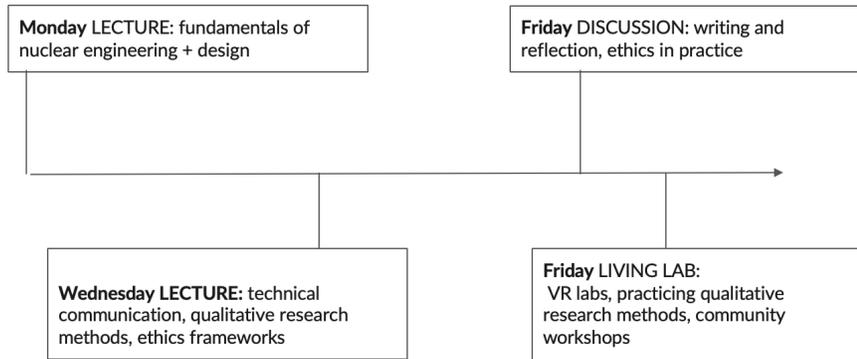 Monday LECTURE: fundamentals of
nuclear engineering + design
Friday DISCUSSION: writing and
reflection, ethics in practice
Wednesday LECTURE: technical
communication, qualitative research
methods, ethics frameworks
Friday LIVING LAB:
VR labs, practicing qualitative
research methods, community
workshops